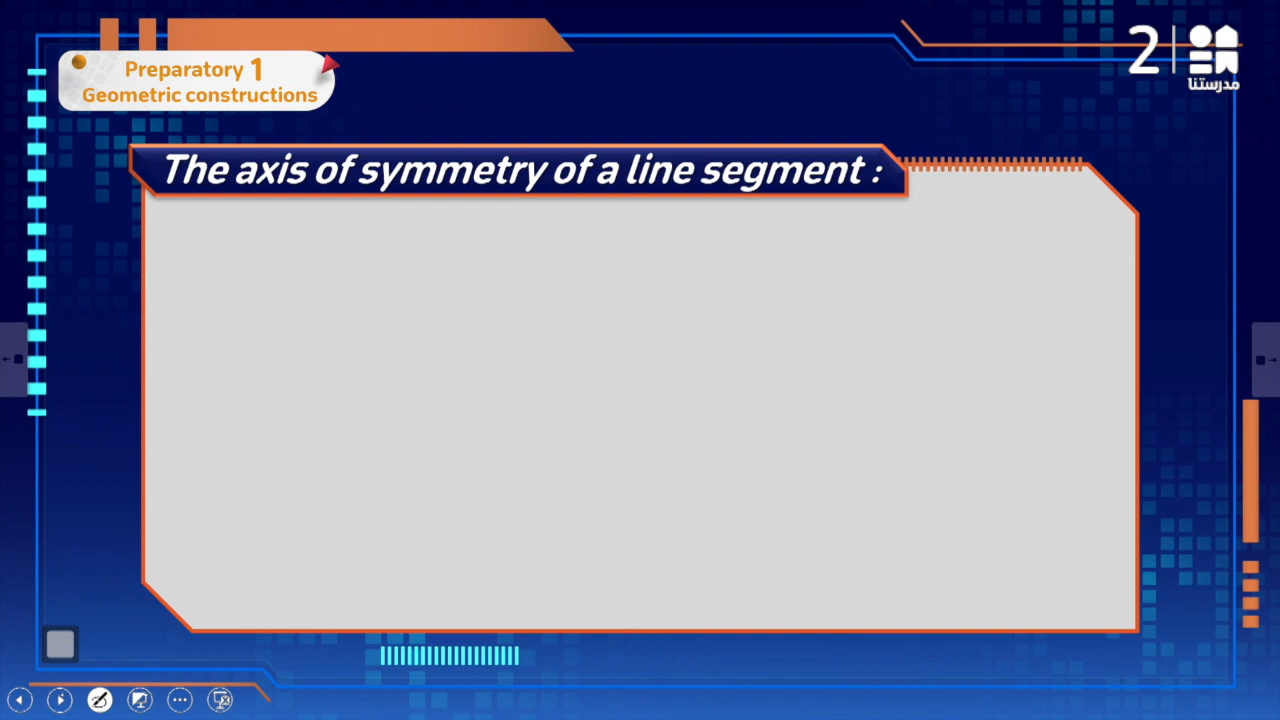 Preparatory 1
Geometric constructions
2
مدرستنا
The axis of symmetry of a line segment :